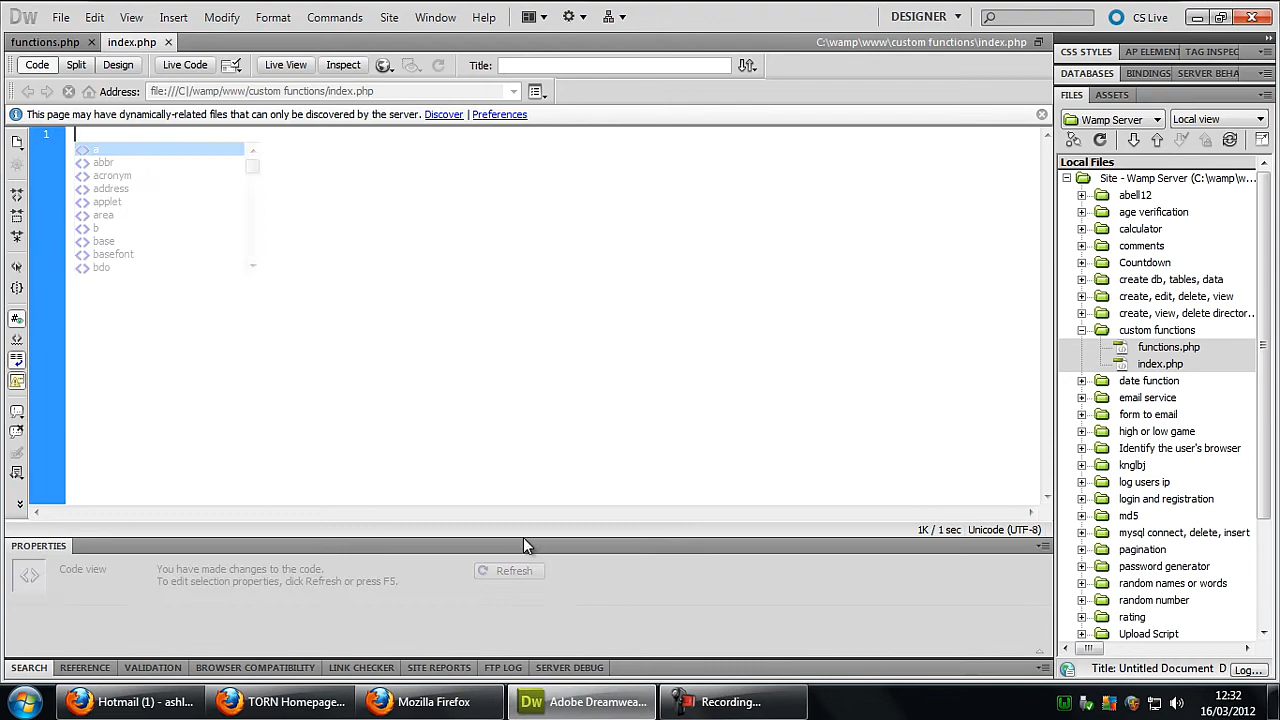 Dw File Edit View Insert Modify Format Commands Site Window Help DESIGNER CS Live
functions.php index.php C:\wamp\www\custom functions\index.php
Code Split Design Live Code Live View Inspect Title:
Address: file:///C|/wamp/www/custom functions/index.php
This page may have dynamically-related files that can only be discovered by the server. Discover Preferences
1
a
abbr
acronym
address
applet
area
b
base
basefont
bdo
1K / 1 sec Unicode (UTF-8)
PROPERTIES
Code view You have made changes to the code.
To edit selection properties, click Refresh or press F5.
Refresh
SEARCH REFERENCE VALIDATION BROWSER COMPATIBILITY LINK CHECKER SITE REPORTS FTP LOG SERVER DEBUG
CSS STYLES AP ELEMENT TAG INSPEC
DATABASES BINDINGS SERVER BEHA
FILES ASSETS
Wamp Server Local view
Local Files
Site - Wamp Server (C:\wamp\w...
abell12
age verification
calculator
comments
Countdown
create db, tables, data
create, edit, delete, view
create, view, delete director...
custom functions
functions.php
index.php
date function
email service
form to email
high or low game
Identify the user's browser
knglbj
log users ip
login and registration
md5
mysql connect, delete, insert
pagination
password generator
random names or words
random number
rating
Upload Script
Title: Untitled Document D Log...
Hotmail (1) - ashl... TORN Homepage... Mozilla Firefox Dw Adobe Dreamwea... Recording...
12:32
16/03/2012